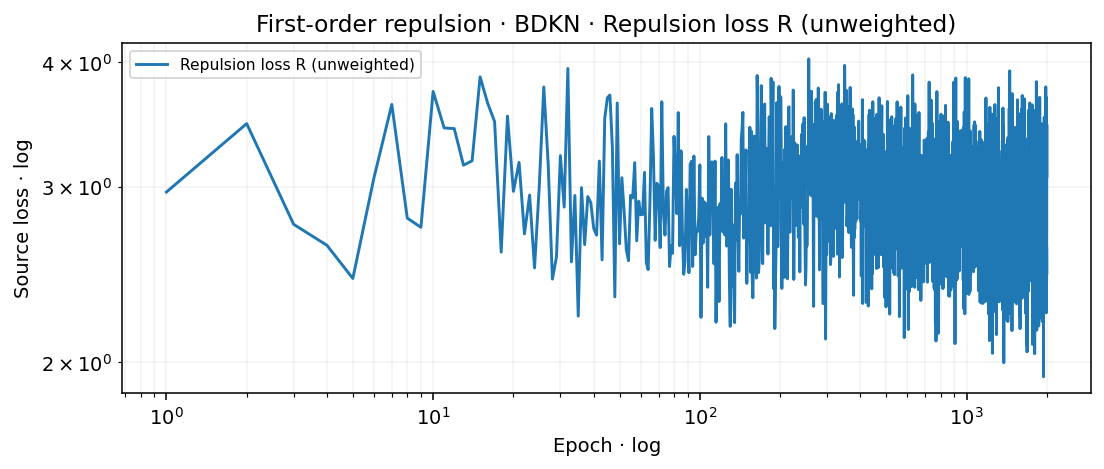 First-order repulsion · BDKN · Repulsion loss R (unweighted)
Repulsion loss R (unweighted)
Source loss · log
4 × 10⁰
3 × 10⁰
2 × 10⁰
10⁰ 10¹ 10² 10³
Epoch · log